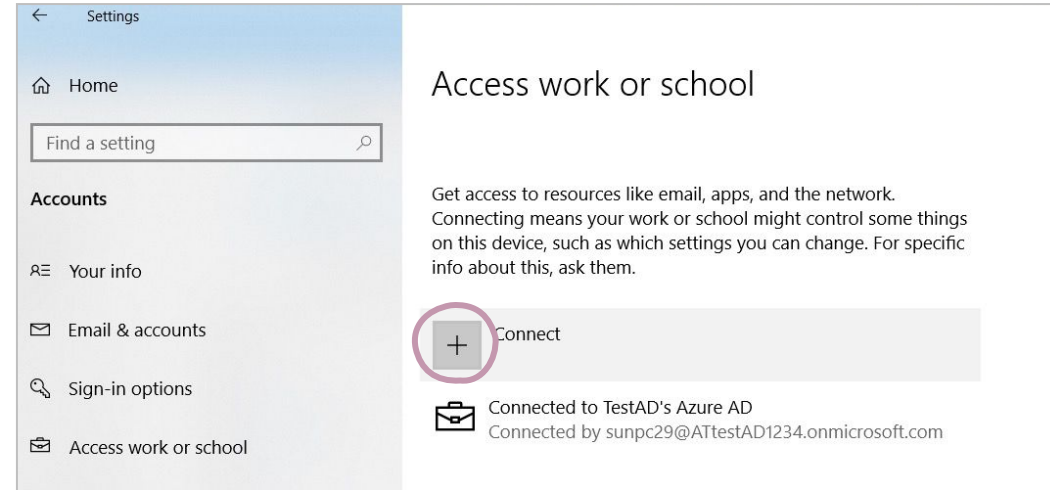 Settings
Home
Find a setting
Accounts
Your info
Email & accounts
Sign-in options
Access work or school
Access work or school
Get access to resources like email, apps, and the network.
Connecting means your work or school might control some things
on this device, such as which settings you can change. For specific
info about this, ask them.
Connect
Connected to TestAD's Azure AD
Connected by sunpc29@ATtestAD1234.onmicrosoft.com